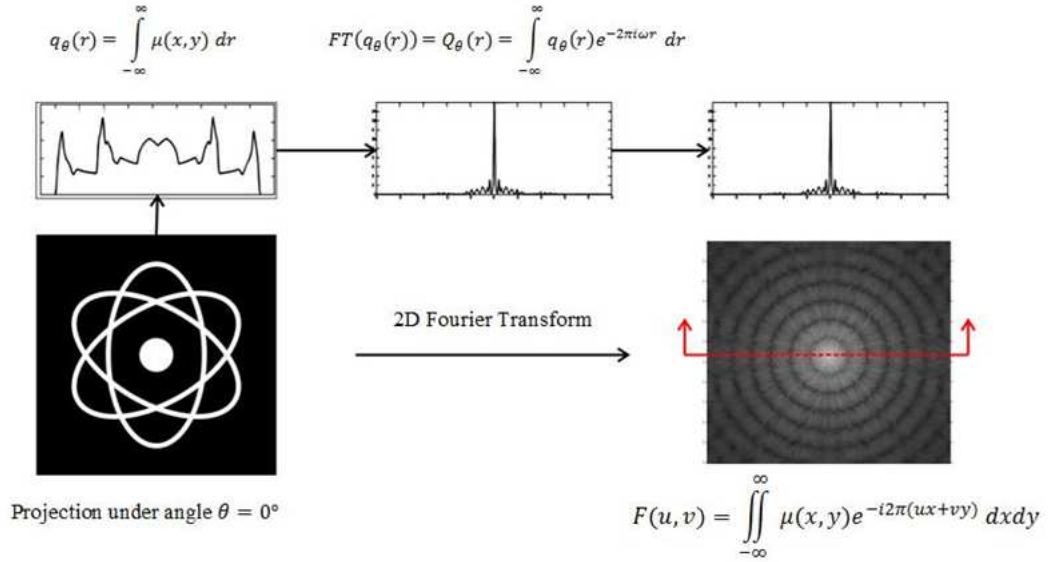 q_θ(r) = ∫_{-∞}^{∞} μ(x,y) dr
FT(q_θ(r)) = Q_θ(r) = ∫_{-∞}^{∞} q_θ(r)e^{-2πiωr} dr
2D Fourier Transform
Projection under angle θ = 0°
F(u,v) = ∬_{-∞}^{∞} μ(x,y)e^{-i2π(ux+vy)} dxdy